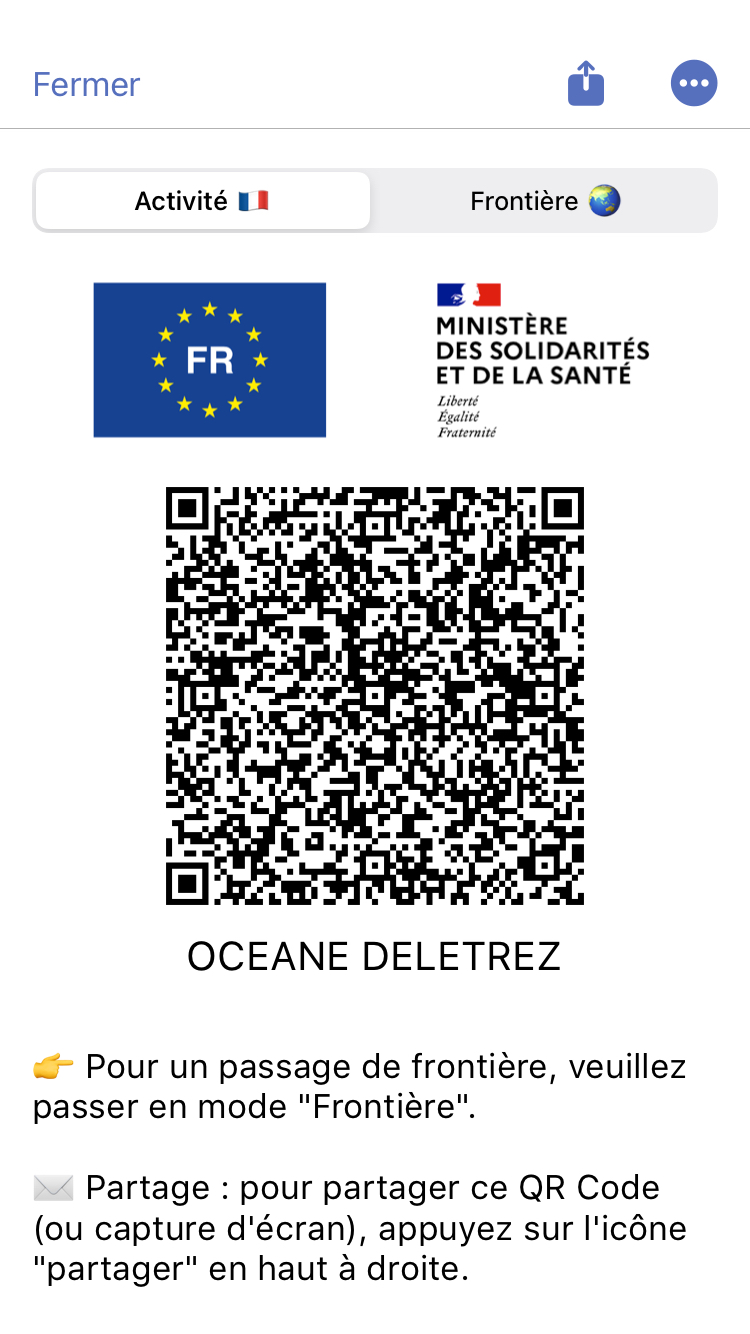 Fermer
Activité 🇫🇷
Frontière 🌏
FR
MINISTÈRE
DES SOLIDARITÉS
ET DE LA SANTÉ
Liberté
Égalité
Fraternité
OCEANE DELETREZ
👉 Pour un passage de frontière, veuillez
passer en mode "Frontière".
✉️ Partage : pour partager ce QR Code
(ou capture d'écran), appuyez sur l'icône
"partager" en haut à droite.